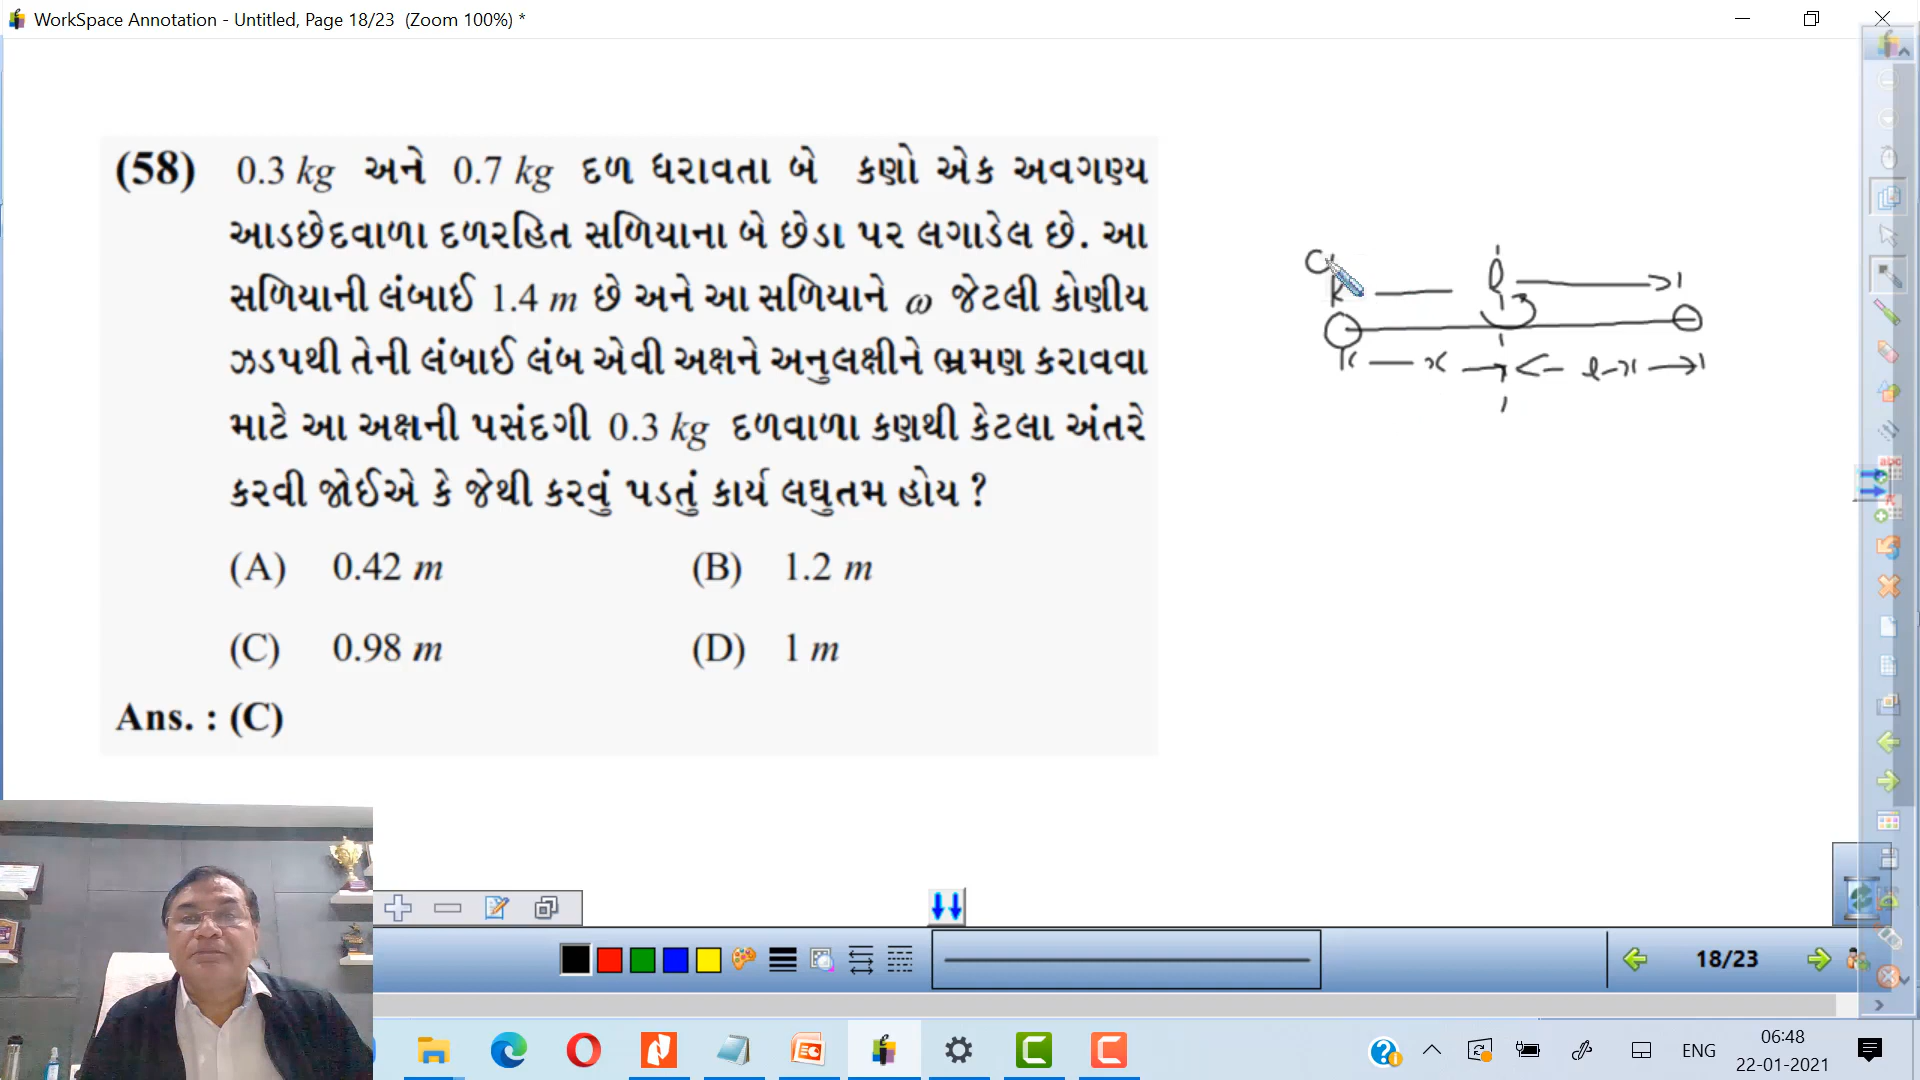 WorkSpace Annotation - Untitled, Page 18/23 (Zoom 100%) *
(58) 0.3 kg અને 0.7 kg દળ ધરાવતા બે કણો એક અવગણ્ય
આડછેદવાળા દળરહિત સળિયાના બે છેડા પર લગાડેલ છે. આ
સળિયાની લંબાઈ 1.4 m છે અને આ સળિયાને ω જેટલી કોણીય
ઝડપથી તેની લંબાઈ લંબ એવી અક્ષને અનુલક્ષીને ભ્રમણ કરાવવા
માટે આ અક્ષની પસંદગી 0.3 kg દળવાળા કણથી કેટલા અંતરે
કરવી જોઈએ કે જેથી કરવું પડતું કાર્ય લઘુતમ હોય ?
(A) 0.42 m (B) 1.2 m
(C) 0.98 m (D) 1 m
Ans. : (C)
l
x l-x
18/23
ENG
06:48
22-01-2021